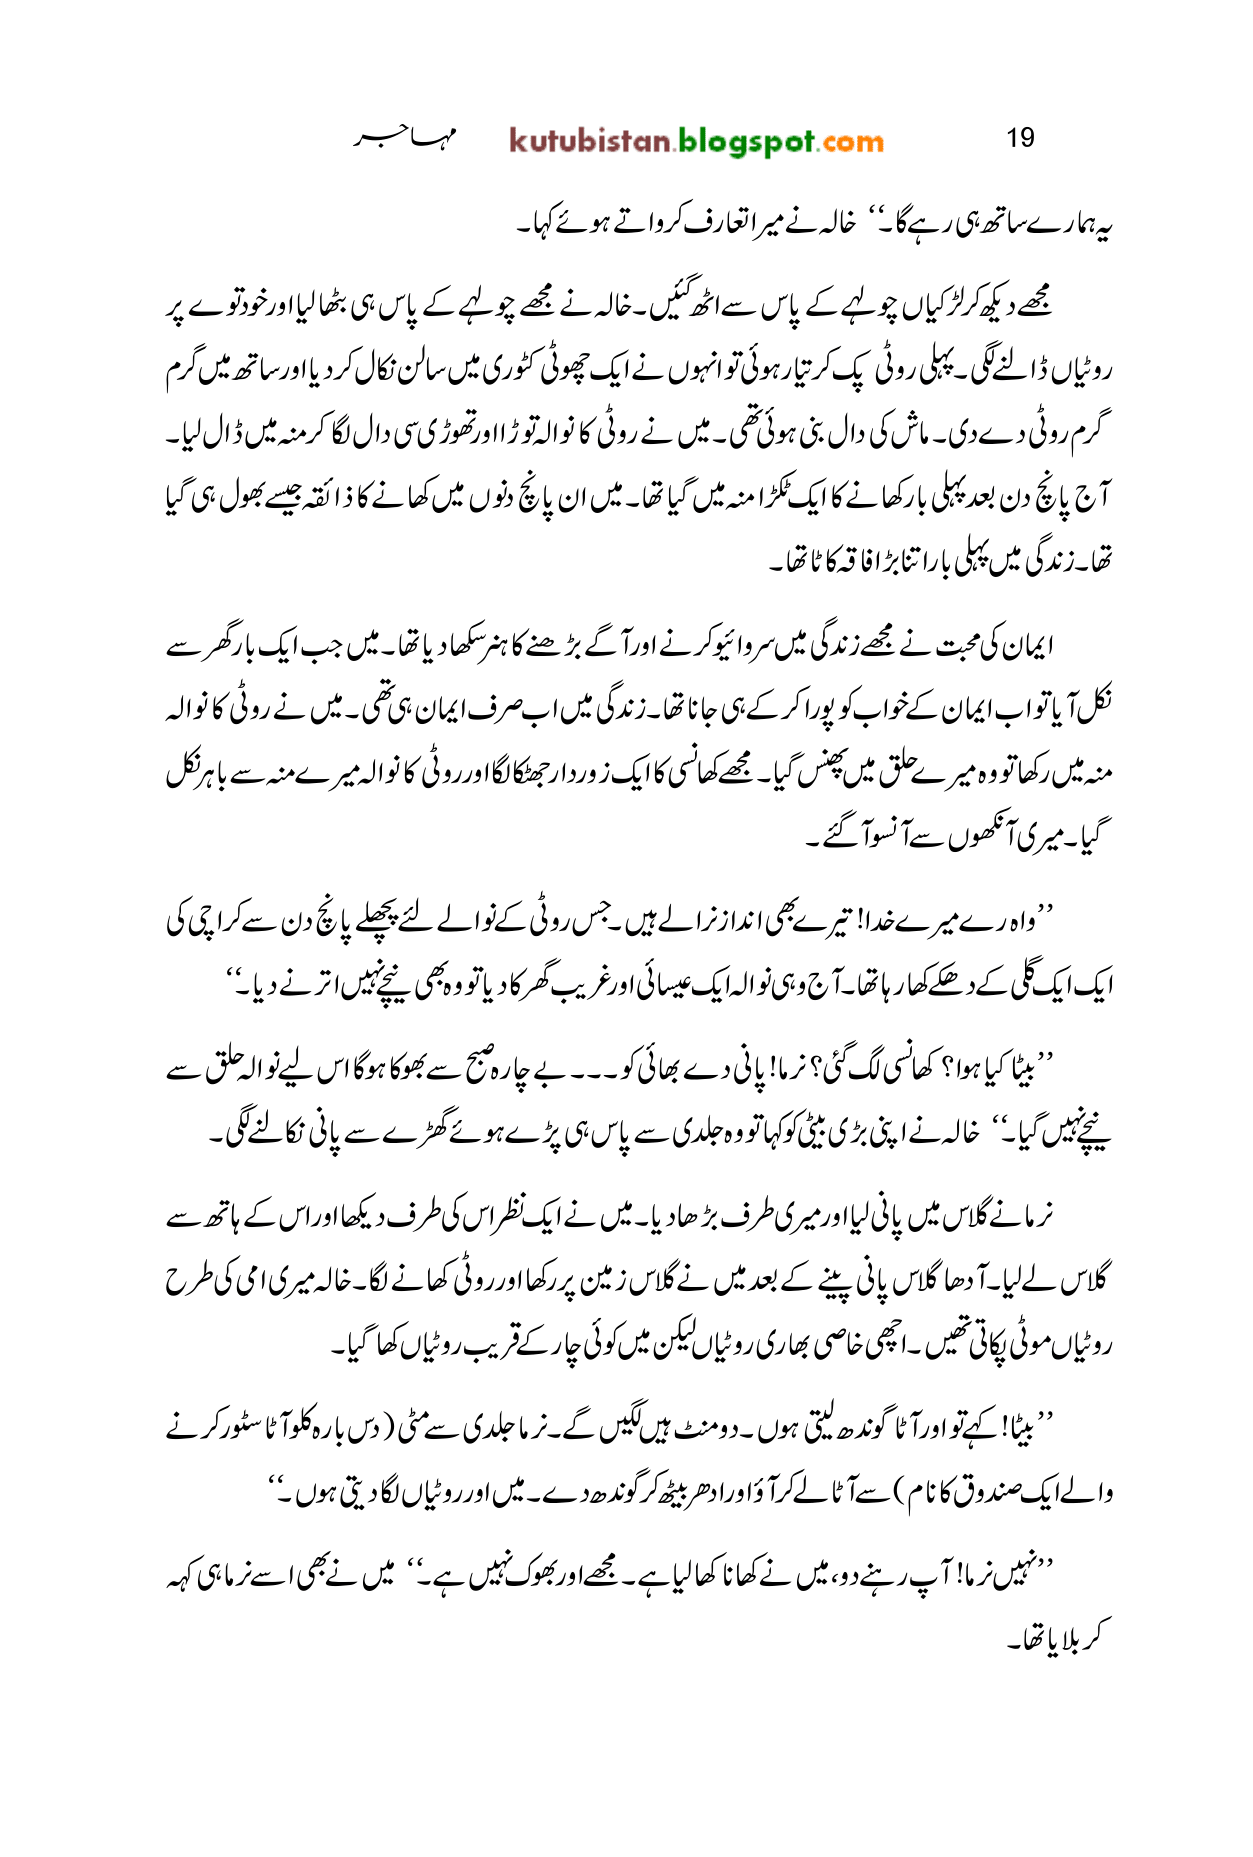 19 kutubistan.blogspot.com مہاجر
یہ ہمارے ساتھ ہی رہے گا۔‘‘ خالہ نے میرا تعارف کرواتے ہوئے کہا۔
مجھے دیکھ کر لڑکیاں چولہے کے پاس سے اٹھ گئیں۔ خالہ نے مجھے چولہے کے پاس ہی بٹھا لیا اور خود توے پر
روٹیاں ڈالنے لگی۔ پہلی روٹی پک کر تیار ہوئی تو انہوں نے ایک چھوٹی کٹوری میں سالن نکال کر دیا اور ساتھ میں گرم
گرم روٹی دے دی۔ ماش کی دال بنی ہوئی تھی۔ میں نے روٹی کا نوالہ توڑا اور تھوڑی سی دال لگا کر منہ میں ڈال لیا۔
آج پانچ دن بعد پہلی بار کھانے کا ایک ٹکڑا منہ میں گیا تھا۔ میں ان پانچ دنوں میں کھانے کا ذائقہ جیسے بھول ہی گیا
تھا۔ زندگی میں پہلی بار اتنا بڑا فاقہ کاٹا تھا۔
ایمان کی محبت نے مجھے زندگی میں سروائیو کرنے اور آگے بڑھنے کا ہنر سکھا دیا تھا۔ میں جب ایک بار گھر سے
نکل آیا تو اب ایمان کے خواب کو پورا کر کے ہی جانا تھا۔ زندگی میں اب صرف ایمان ہی تھی۔ میں نے روٹی کا نوالہ
منہ میں رکھا تو وہ میرے حلق میں پھنس گیا۔ مجھے کھانسی کا ایک زوردار جھٹکا لگا اور روٹی کا نوالہ میرے منہ سے باہر نکل
گیا۔ میری آنکھوں سے آنسو آ گئے۔
’’واہ رے میرے خدا! تیرے بھی انداز نرالے ہیں۔ جس روٹی کے نوالے لئے پچھلے پانچ دن سے کراچی کی
ایک ایک گلی کے دھکے کھا رہا تھا۔ آج وہی نوالہ ایک عیسائی اور غریب گھر کا دیا تو وہ بھی نیچے نہیں اترنے دیا۔‘‘
’’بیٹا کیا ہوا؟ کھانسی لگ گئی؟ نرما! پانی دے بھائی کو۔۔۔ بے چارہ صبح سے بھوکا ہوگا اس لیے نوالہ حلق سے
نیچے نہیں گیا۔‘‘ خالہ نے اپنی بڑی بیٹی کو کہا تو وہ جلدی سے پاس ہی پڑے ہوئے گھڑے سے پانی نکالنے لگی۔
نرما نے گلاس میں پانی لیا اور میری طرف بڑھا دیا۔ میں نے ایک نظر اس کی طرف دیکھا اور اس کے ہاتھ سے
گلاس لے لیا۔ آدھا گلاس پانی پینے کے بعد میں نے گلاس زمین پر رکھا اور روٹی کھانے لگا۔ خالہ میری امی کی طرح
روٹیاں موٹی پکاتی تھیں۔ اچھی خاصی بھاری روٹیاں لیکن میں کوئی چار کے قریب روٹیاں کھا گیا۔
’’بیٹا! کہے تو اور آٹا گوندھ لیتی ہوں۔ دو منٹ ہیں لگیں گے۔ نرما جلدی سے مٹی (دس بارہ کلو آٹا سٹور کرنے
والے ایک صندوق کا نام) سے آٹا لے کر آؤ اور ادھر بیٹھ کر گوندھ دے۔ میں اور روٹیاں لگا دیتی ہوں۔‘‘
’’نہیں نرما! آپ رہنے دو، میں نے کھانا کھا لیا ہے۔ مجھے اور بھوک نہیں ہے۔‘‘ میں نے بھی اسے نرما ہی کہہ
کر بلایا تھا۔